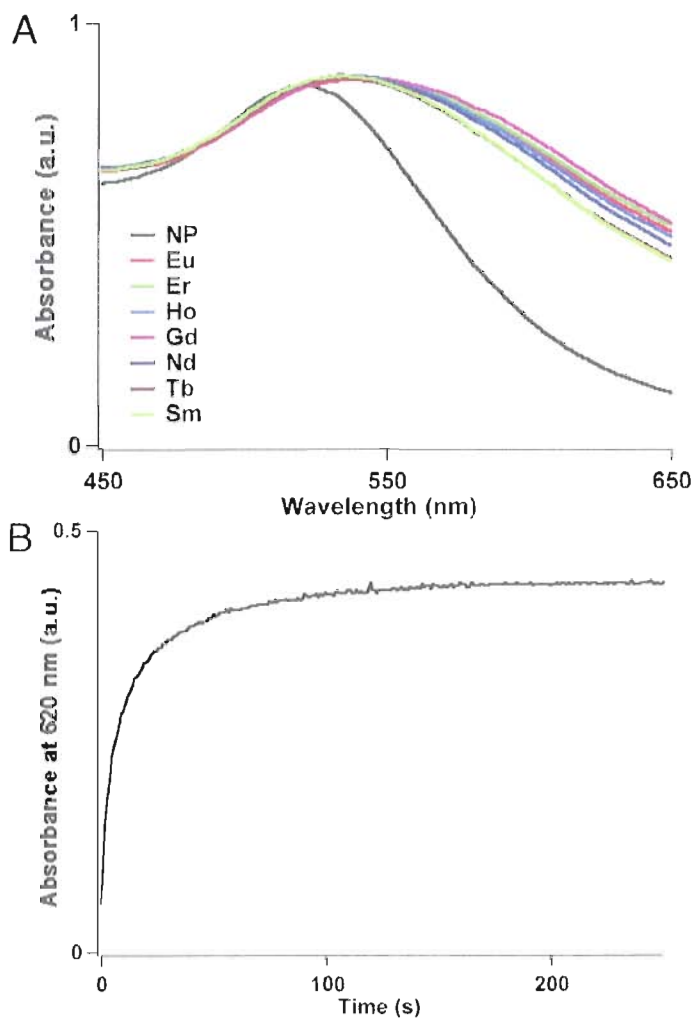 A
1
Absorbance (a.u.)
NP
Eu
Er
Ho
Gd
Nd
Tb
Sm
0
450 550 650
Wavelength (nm)
B
0.5
Absorbance at 620 nm (a.u.)
0
0 100 200
Time (s)